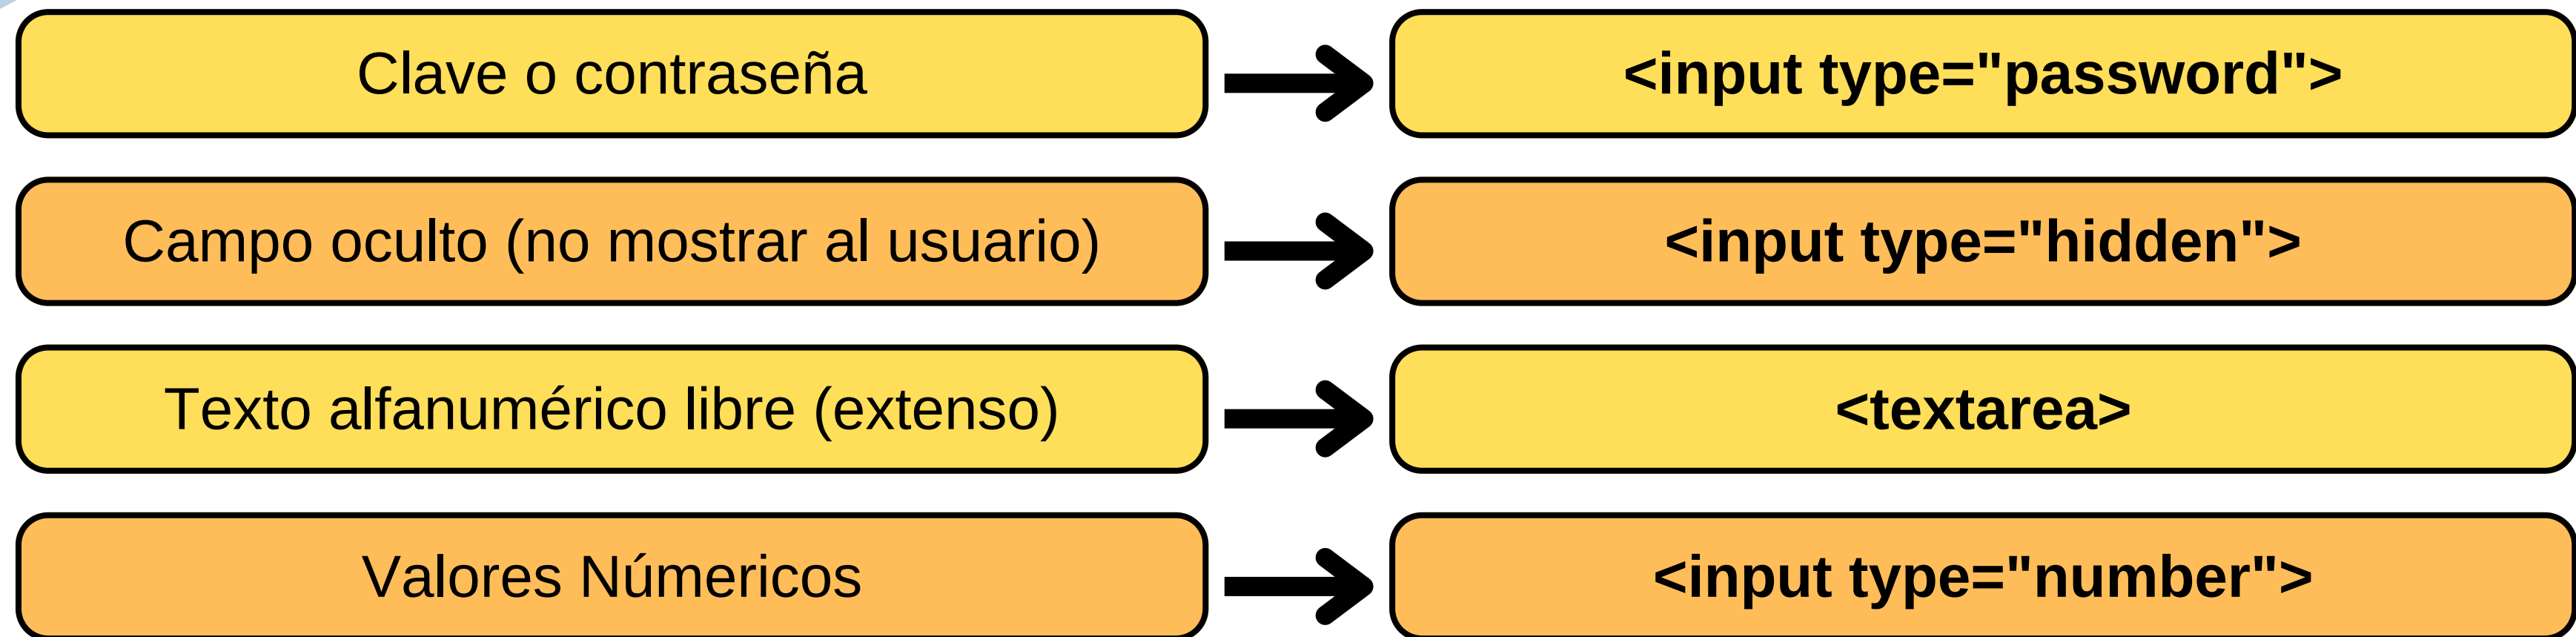 Clave o contraseña
<input type="password">
Campo oculto (no mostrar al usuario)
<input type="hidden">
Texto alfanumérico libre (extenso)
<textarea>
Valores Númericos
<input type="number">